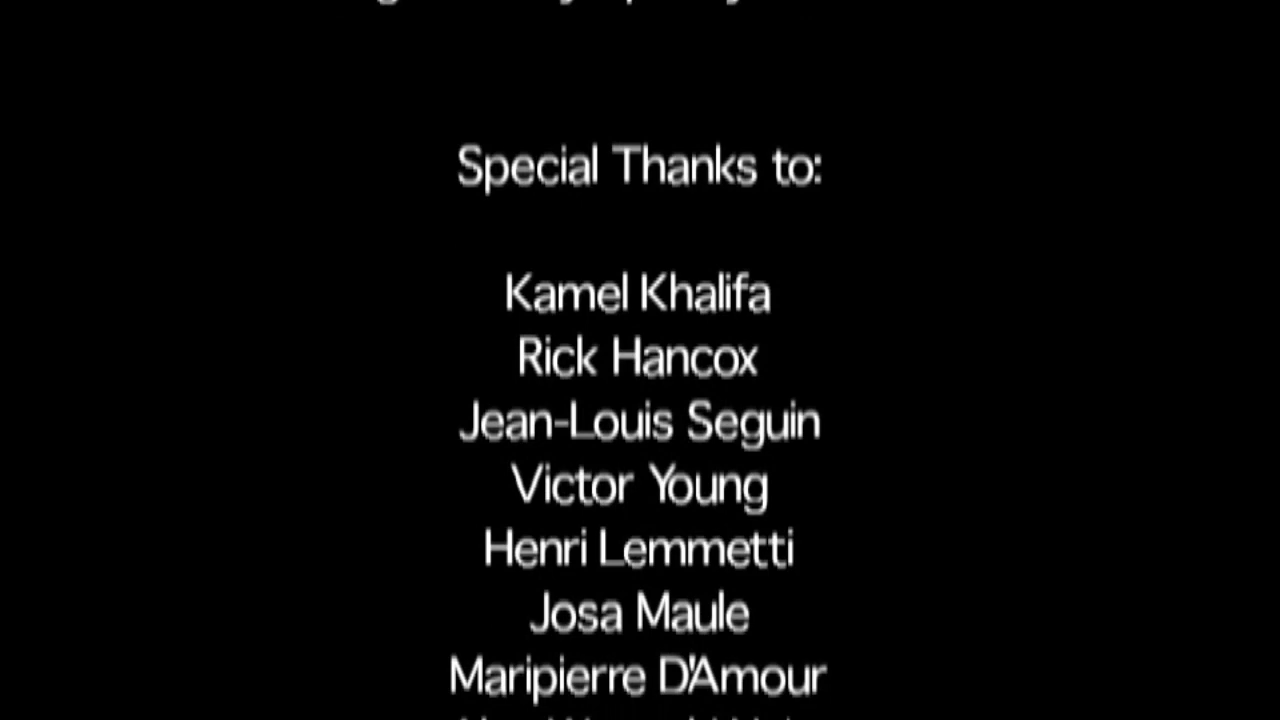 Special Thanks to:
Kamel Khalifa
Rick Hancox
Jean-Louis Seguin
Victor Young
Henri Lemmetti
Josa Maule
Maripierre D'Amour